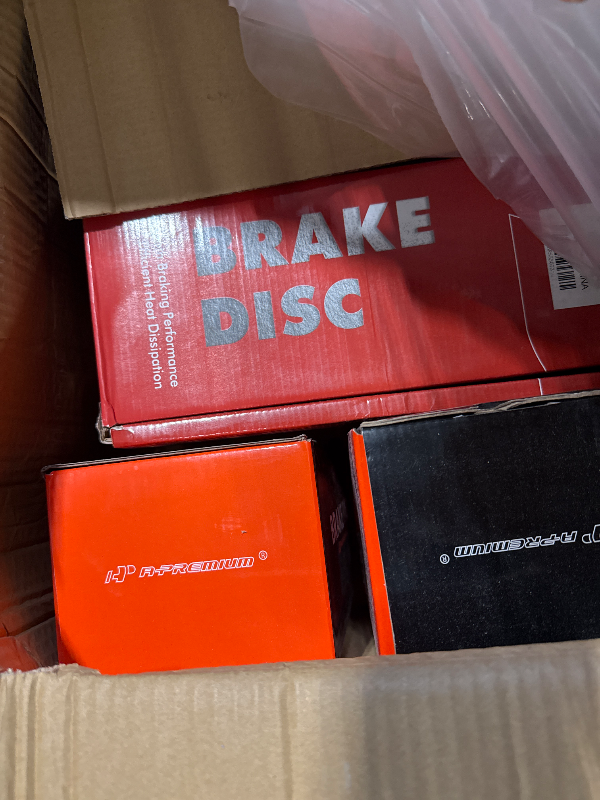 BRAKE
DISC
Braking Performance
Heat Dissipation
A-PREMIUM ®
A-PREMIUM ®